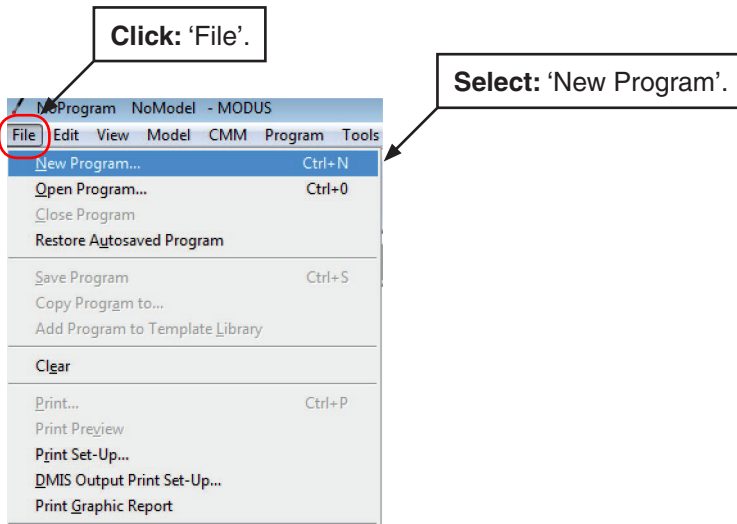 Click: 'File'.
Select: 'New Program'.
NoProgram NoModel - MODUS
File Edit View Model CMM Program Tools
New Program... Ctrl+N
Open Program... Ctrl+0
Close Program
Restore Autosaved Program
Save Program Ctrl+S
Copy Program to...
Add Program to Template Library
Clear
Print... Ctrl+P
Print Preview
Print Set-Up...
DMIS Output Print Set-Up...
Print Graphic Report